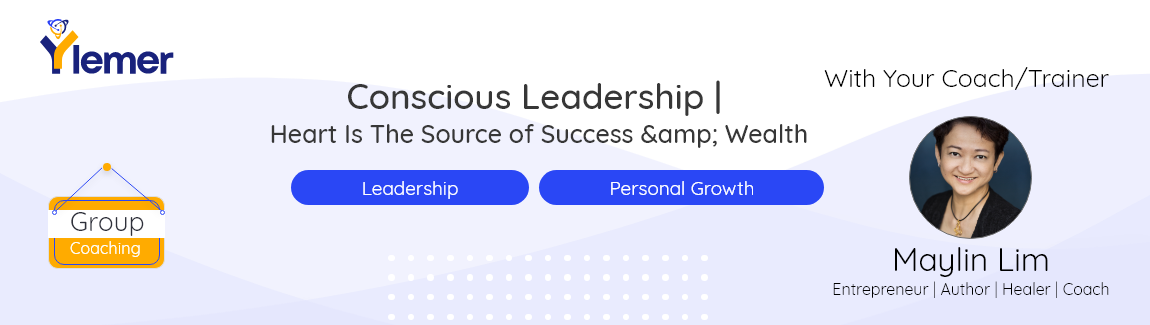 Ylemer
With Your Coach/Trainer
Conscious Leadership |
Heart Is The Source of Success &amp; Wealth
Leadership
Personal Growth
Group
Coaching
Maylin Lim
Entrepreneur | Author | Healer | Coach